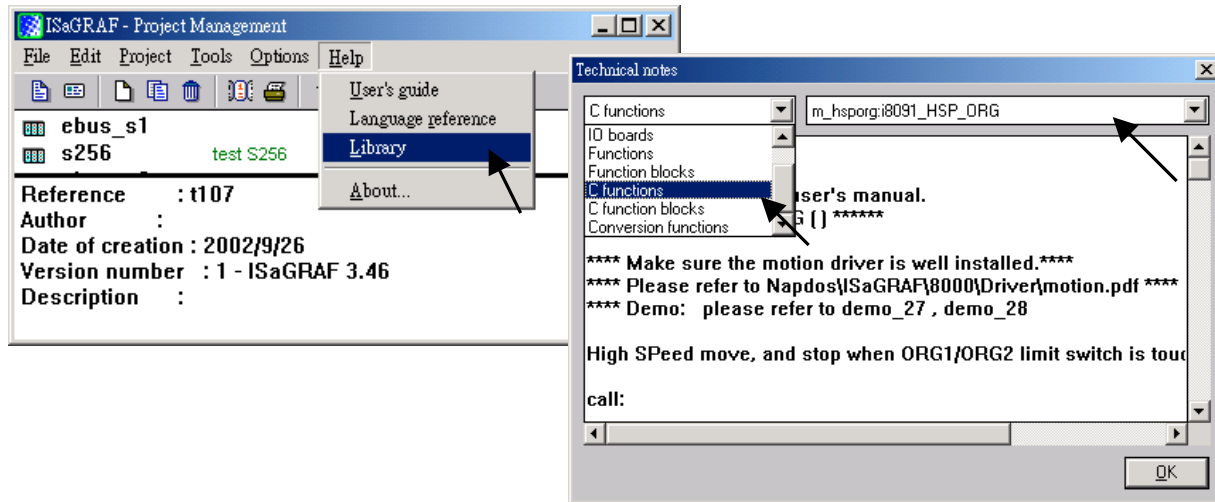 ISaGRAF - Project Management
File Edit Project Tools Options Help
User's guide
Language reference
Library
About...
ebus_s1
s256 test S256
Reference : t107
Author :
Date of creation : 2002/9/26
Version number : 1 - ISaGRAF 3.46
Description :
Technical notes
C functions m_hsporg:i8091_HSP_ORG
IO boards
Functions
Function blocks
C functions
C function blocks
Conversion functions
user's manual.
G () ******
**** Make sure the motion driver is well installed.****
**** Please refer to Napdos\ISaGRAF\8000\Driver\motion.pdf ****
**** Demo: please refer to demo_27 , demo_28
High SPeed move, and stop when ORG1/ORG2 limit switch is
call:
OK